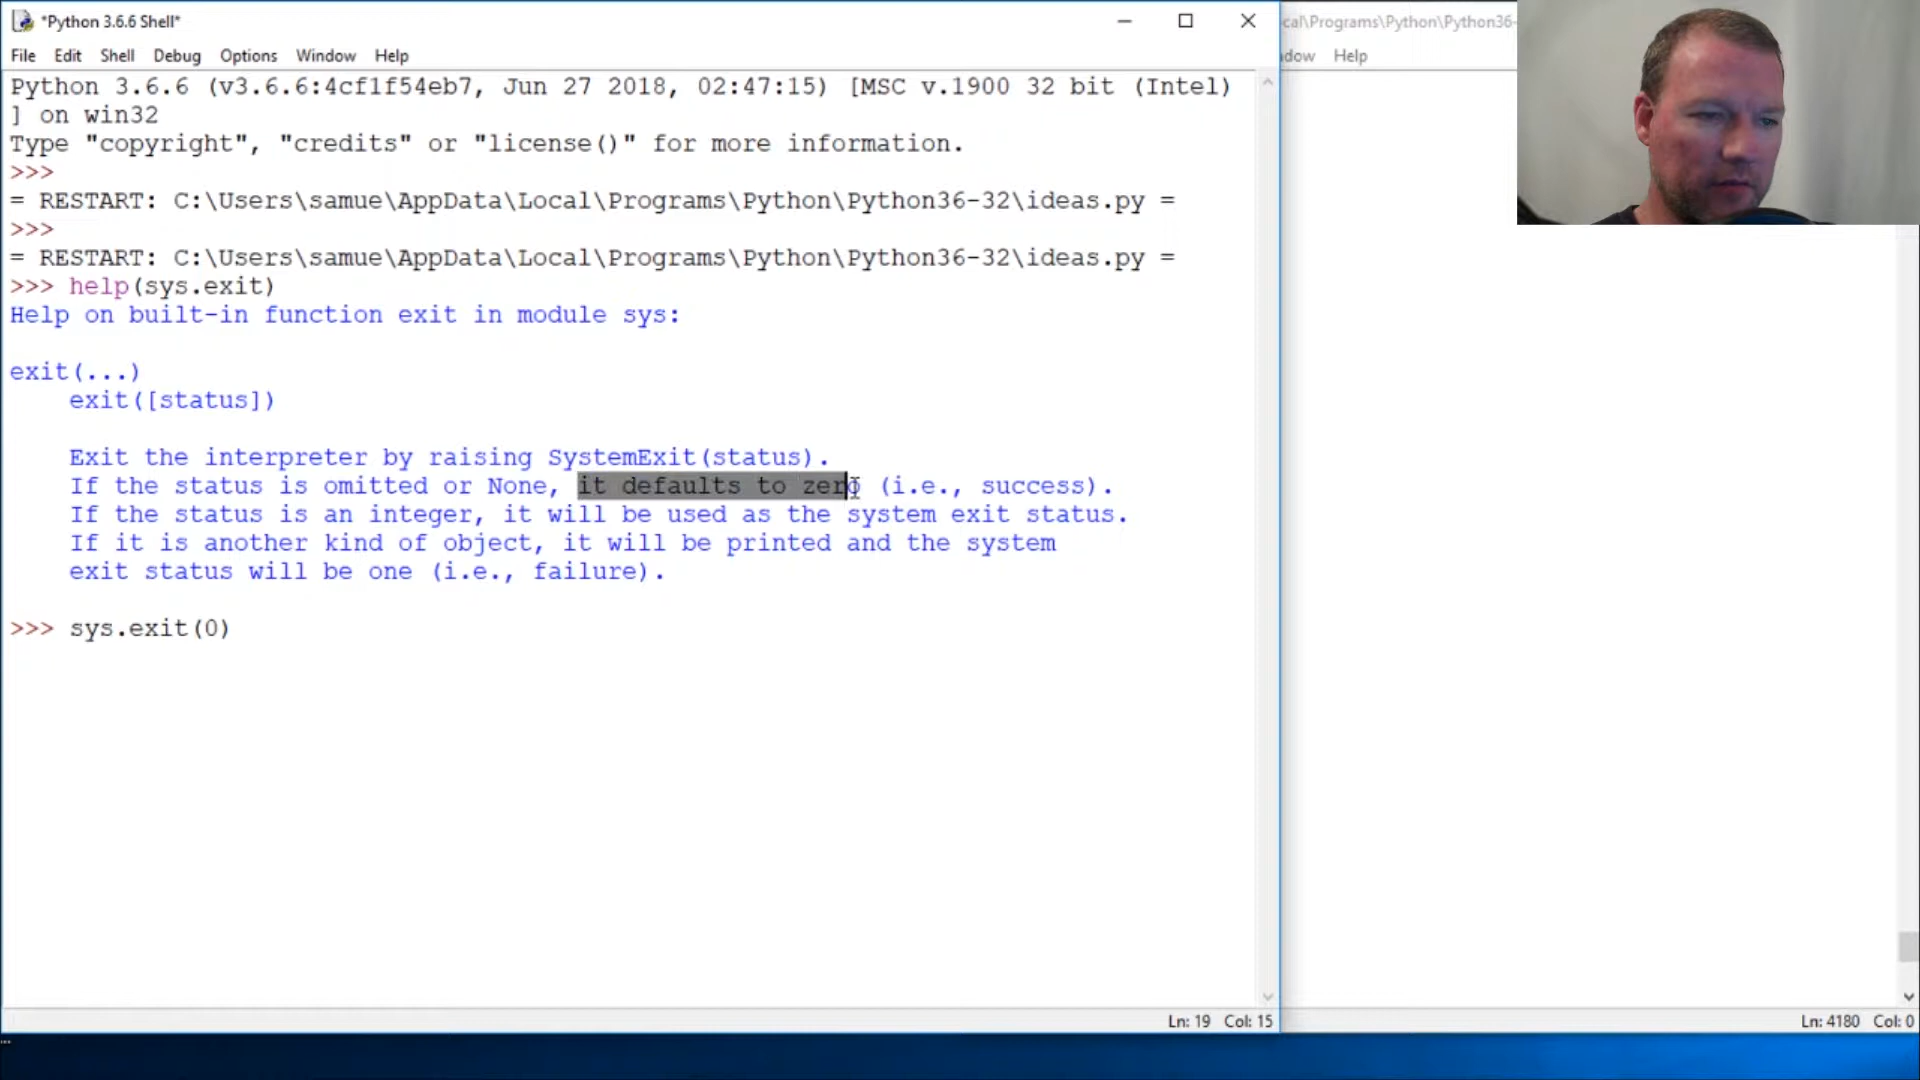 *Python 3.6.6 Shell*
File Edit Shell Debug Options Window Help
Python 3.6.6 (v3.6.6:4cf1f54eb7, Jun 27 2018, 02:47:15) [MSC v.1900 32 bit (Intel)
] on win32
Type "copyright", "credits" or "license()" for more information.
>>>
= RESTART: C:\Users\samue\AppData\Local\Programs\Python\Python36-32\ideas.py =
>>>
= RESTART: C:\Users\samue\AppData\Local\Programs\Python\Python36-32\ideas.py =
>>> help(sys.exit)
Help on built-in function exit in module sys:
exit(...)
exit([status])
Exit the interpreter by raising SystemExit(status).
If the status is omitted or None, it defaults to zero (i.e., success).
If the status is an integer, it will be used as the system exit status.
If it is another kind of object, it will be printed and the system
exit status will be one (i.e., failure).
>>> sys.exit(0)
Ln: 19 Col: 15
cal\Programs\Python\Python36-
ndow Help
Ln: 4180 Col: 0